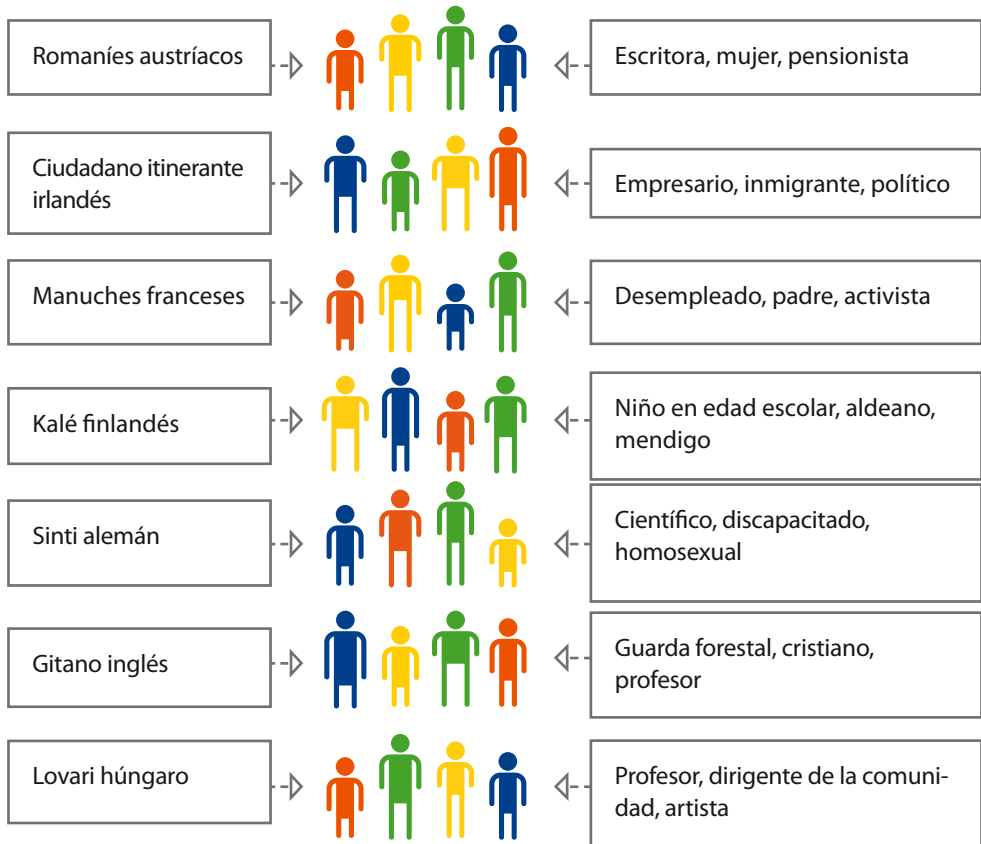 Romaníes austríacos
Escritora, mujer, pensionista
Ciudadano itinerante
irlandés
Empresario, inmigrante, político
Manuches franceses
Desempleado, padre, activista
Kalé finlandés
Niño en edad escolar, aldeano,
mendigo
Sinti alemán
Científico, discapacitado,
homosexual
Gitano inglés
Guarda forestal, cristiano,
profesor
Lovari húngaro
Profesor, dirigente de la comuni-
dad, artista